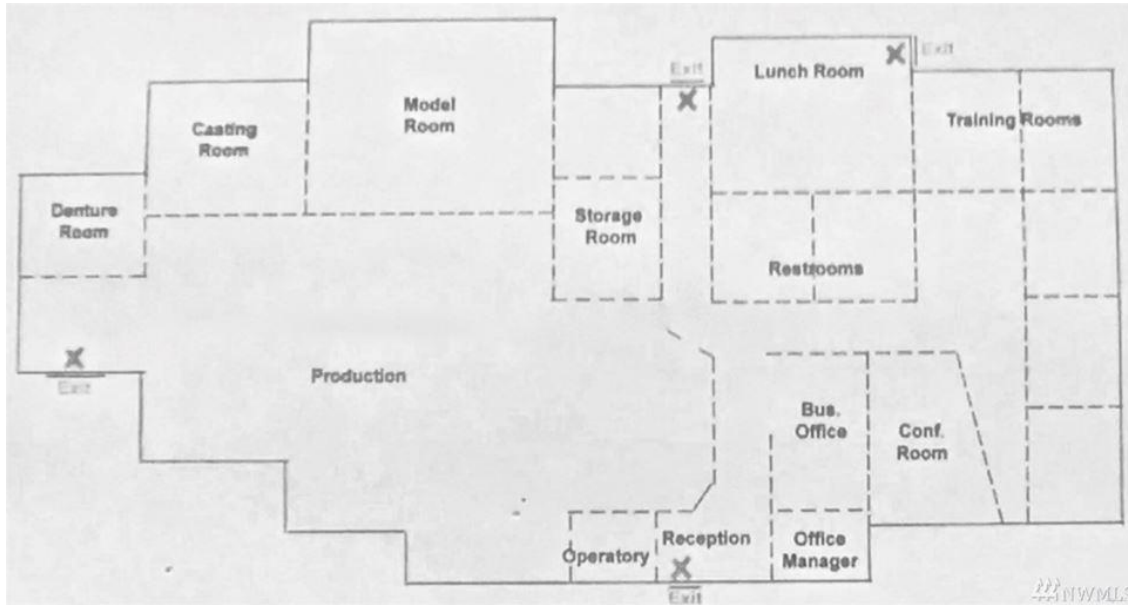 Exit
Exit
Lunch Room
Model
Room
Casting
Room
Training Rooms
Denture
Room
Storage
Room
Restrooms
Production
Exit
Bus.
Office
Conf.
Room
Operatory
Reception
Office
Manager
Exit
NWMLS